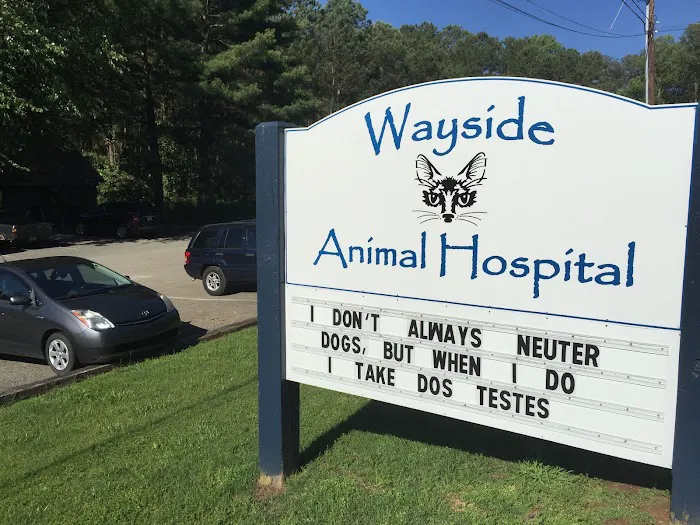 Wayside
Animal Hospital
I DON'T ALWAYS NEUTER
DOGS, BUT WHEN I DO
I TAKE DOS TESTES